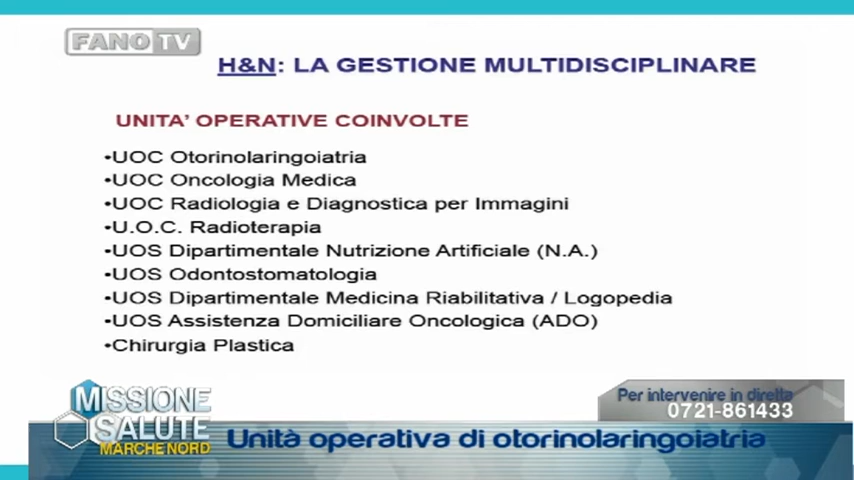 FANO TV
H&N: LA GESTIONE MULTIDISCIPLINARE
UNITA' OPERATIVE COINVOLTE
•UOC Otorinolaringoiatria
•UOC Oncologia Medica
•UOC Radiologia e Diagnostica per Immagini
•U.O.C. Radioterapia
•UOS Dipartimentale Nutrizione Artificiale (N.A.)
•UOS Odontostomatologia
•UOS Dipartimentale Medicina Riabilitativa / Logopedia
•UOS Assistenza Domiciliare Oncologica (ADO)
•Chirurgia Plastica
Per intervenire in diretta
0721-861433
MISSIONE
SALUTE
MARCHE NORD
Unità operativa di otorinolaringoiatria